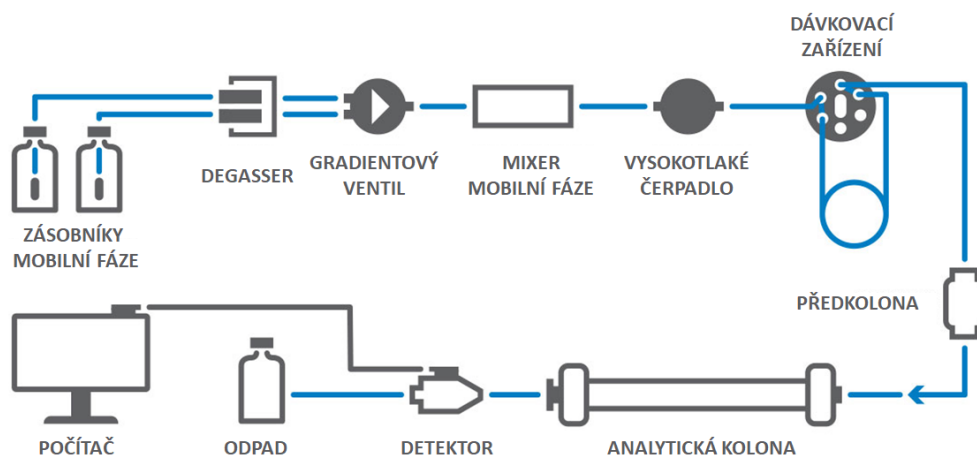 DÁVKOVACÍ
ZAŘÍZENÍ
DEGASSER
GRADIENTOVÝ
VENTIL
MIXER
MOBILNÍ FÁZE
VYSOKOTLAKÉ
ČERPADLO
ZÁSOBNÍKY
MOBILNÍ FÁZE
PŘEDKOLONA
POČÍTAČ
ODPAD
DETEKTOR
ANALYTICKÁ KOLONA